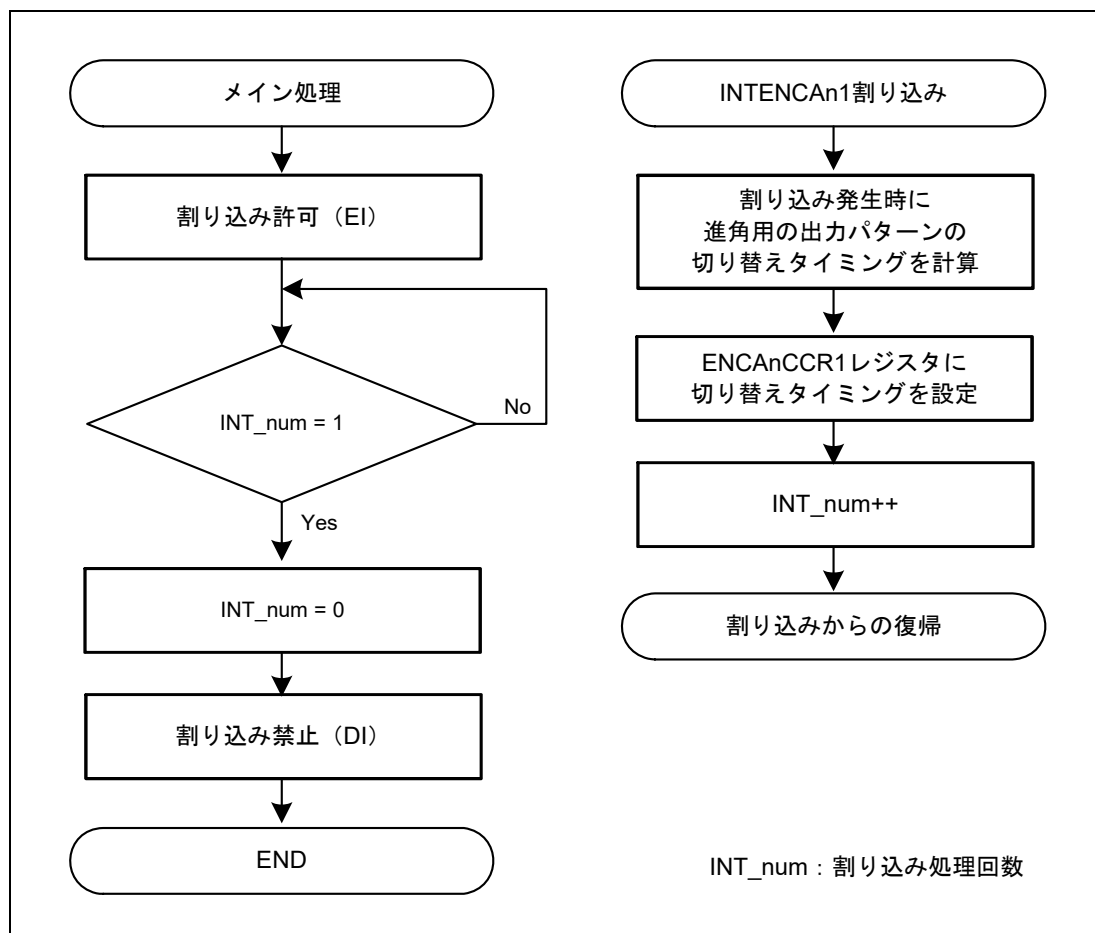 メイン処理
割り込み許可（EI）
INT_num = 1
No
Yes
INT_num = 0
割り込み禁止（DI）
END
INTENCAn1割り込み
割り込み発生時に
進角用の出力パターンの
切り替えタイミングを計算
ENCAnCCR1レジスタに
切り替えタイミングを設定
INT_num++
割り込みからの復帰
INT_num：割り込み処理回数